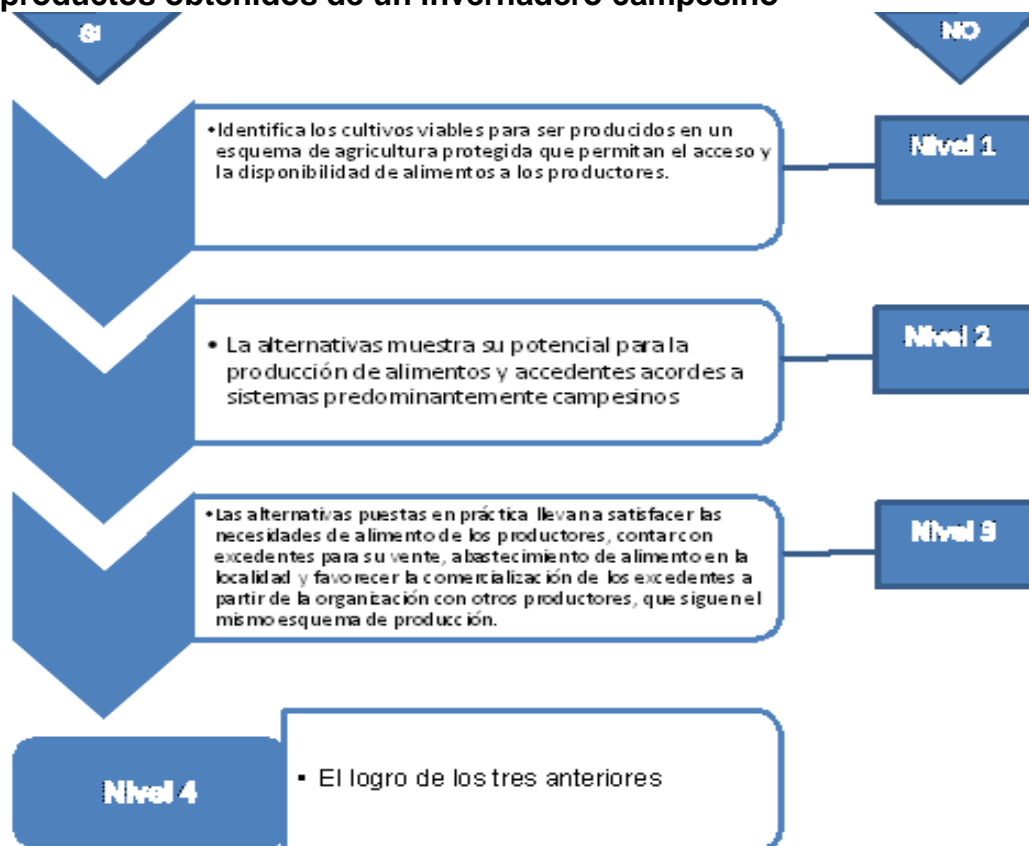 productos obtenidos de un invernadero campesino
SI
NO
•Identifica los cultivos viables para ser producidos en un
esquema de agricultura protegida que permitan el acceso y
la disponibilidad de alimentos a los productores.
Nivel 1
• La alternativas muestra su potencial para la
producción de alimentos y accedentes acordes a
sistemas predominantemente campesinos
Nivel 2
•Las alternativas puestas en práctica llevan a satisfacer las
necesidades de alimento de los productores, contar con
excedentes para su vente, abastecimiento de alimento en la
localidad y favorecer la comercialización de los excedentes a
partir de la organización con otros productores, que siguen el
mismo esquema de producción.
Nivel 3
Nivel 4
▪ El logro de los tres anteriores